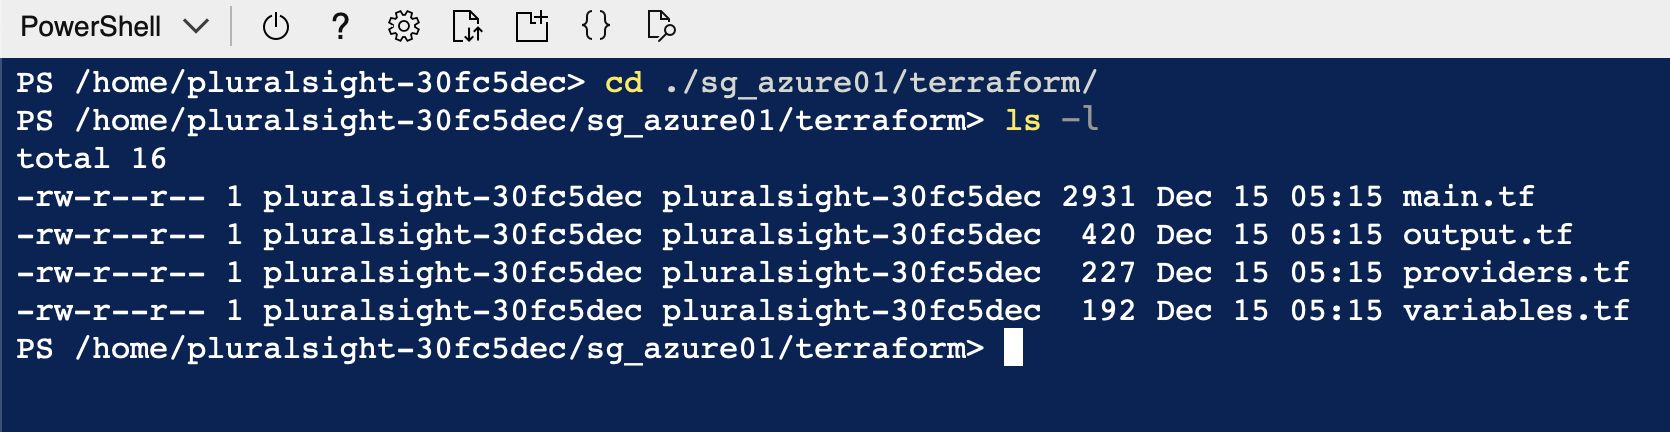 PowerShell
PS /home/pluralsight-30fc5dec> cd ./sg_azure01/terraform/
PS /home/pluralsight-30fc5dec/sg_azure01/terraform> ls -l
total 16
-rw-r--r-- 1 pluralsight-30fc5dec pluralsight-30fc5dec 2931 Dec 15 05:15 main.tf
-rw-r--r-- 1 pluralsight-30fc5dec pluralsight-30fc5dec  420 Dec 15 05:15 output.tf
-rw-r--r-- 1 pluralsight-30fc5dec pluralsight-30fc5dec  227 Dec 15 05:15 providers.tf
-rw-r--r-- 1 pluralsight-30fc5dec pluralsight-30fc5dec  192 Dec 15 05:15 variables.tf
PS /home/pluralsight-30fc5dec/sg_azure01/terraform>